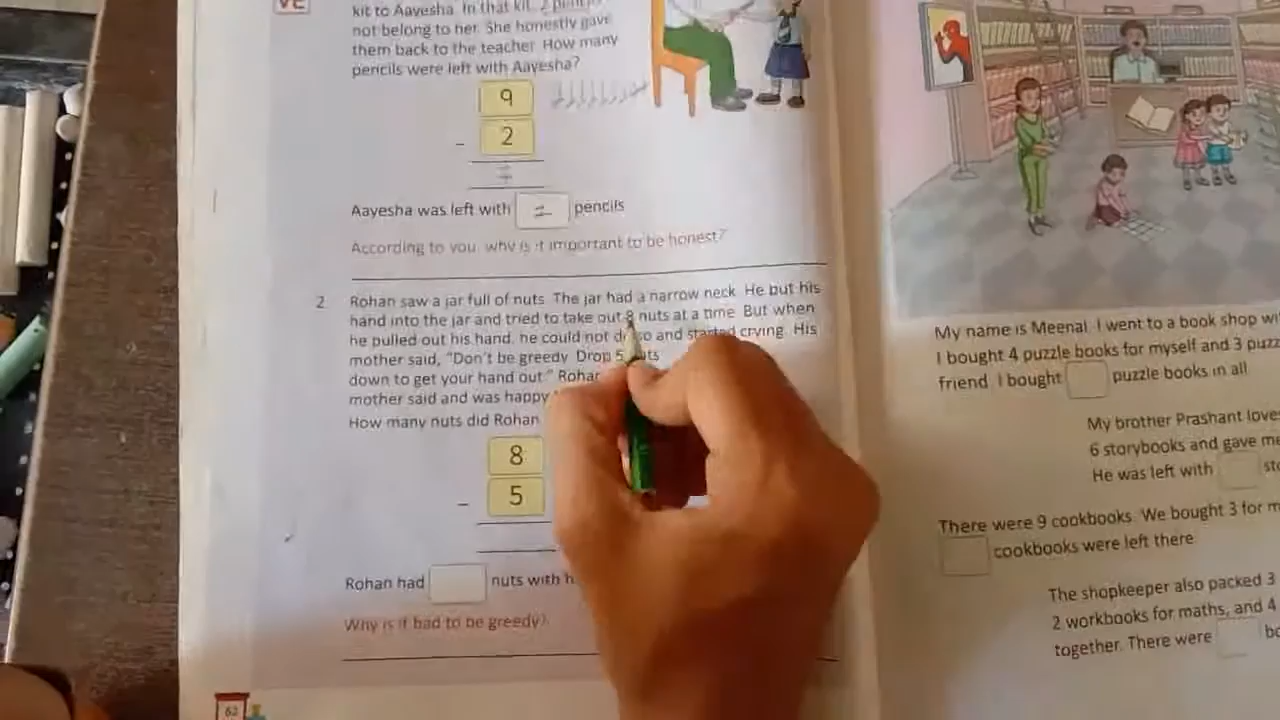 VE
kit to Aayesha. In that kit, 2 pencils
not belong to her. She honestly gave
them back to the teacher. How many
pencils were left with Aayesha?
9
- 2
7
Aayesha was left with pencils
According to you, why is it important to be honest?
2 Rohan saw a jar full of nuts. The jar had a narrow neck. He but his
hand into the jar and tried to take out 8 nuts at a time. But when
he pulled out his hand, he could not do so and started crying. His
mother said, "Don't be greedy. Drop 5 nuts
down to get your hand out." Rohan
mother said and was happy
How many nuts did Rohan
8
- 5
Rohan had nuts with h
Why is it bad to be greedy?
62
My name is Meenal. I went to a book shop wi
I bought 4 puzzle books for myself and 3 puzz
friend. I bought puzzle books in all
My brother Prashant love
6 storybooks and gave me
He was left with sto
There were 9 cookbooks. We bought 3 for m
cookbooks were left there
The shopkeeper also packed 3
2 workbooks for maths, and 4
together. There were bo